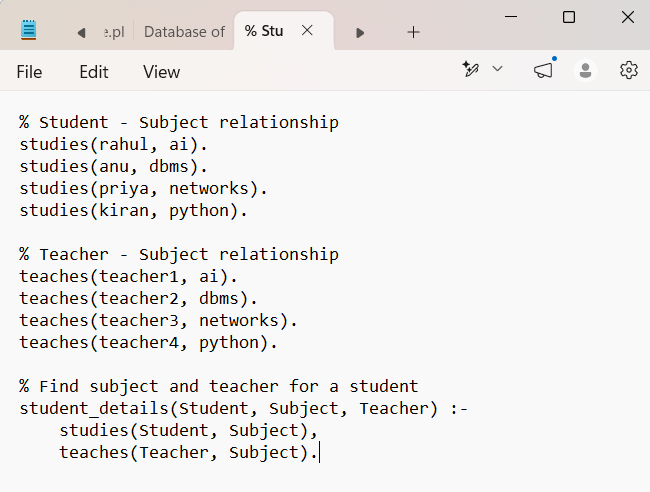 e.pl
Database of
% Stu
File
Edit
View
% Student - Subject relationship
studies(rahul, ai).
studies(anu, dbms).
studies(priya, networks).
studies(kiran, python).
% Teacher - Subject relationship
teaches(teacher1, ai).
teaches(teacher2, dbms).
teaches(teacher3, networks).
teaches(teacher4, python).
% Find subject and teacher for a student
student_details(Student, Subject, Teacher) :-
    studies(Student, Subject),
    teaches(Teacher, Subject).